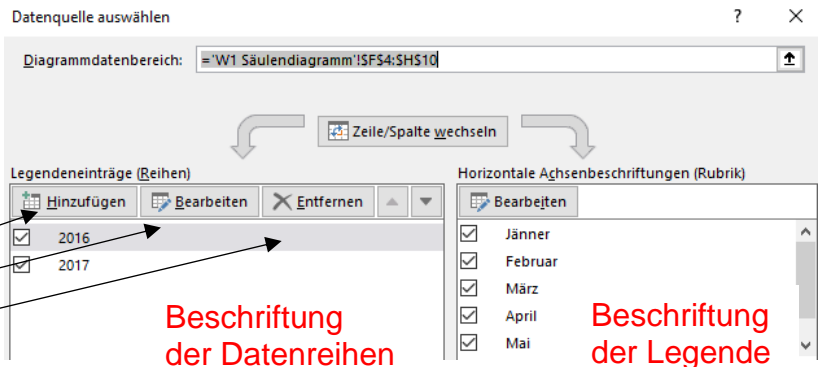 Datenquelle auswählen ? ×
Diagrammdatenbereich: ='W1 Säulendiagramm'!$F$4:$H$10
Zeile/Spalte wechseln
Legendeneinträge (Reihen)
Hinzufügen Bearbeiten Entfernen
2016
2017
Beschriftung
der Datenreihen
Horizontale Achsenbeschriftungen (Rubrik)
Bearbeiten
Jänner
Februar
März
April
Mai
Beschriftung
der Legende